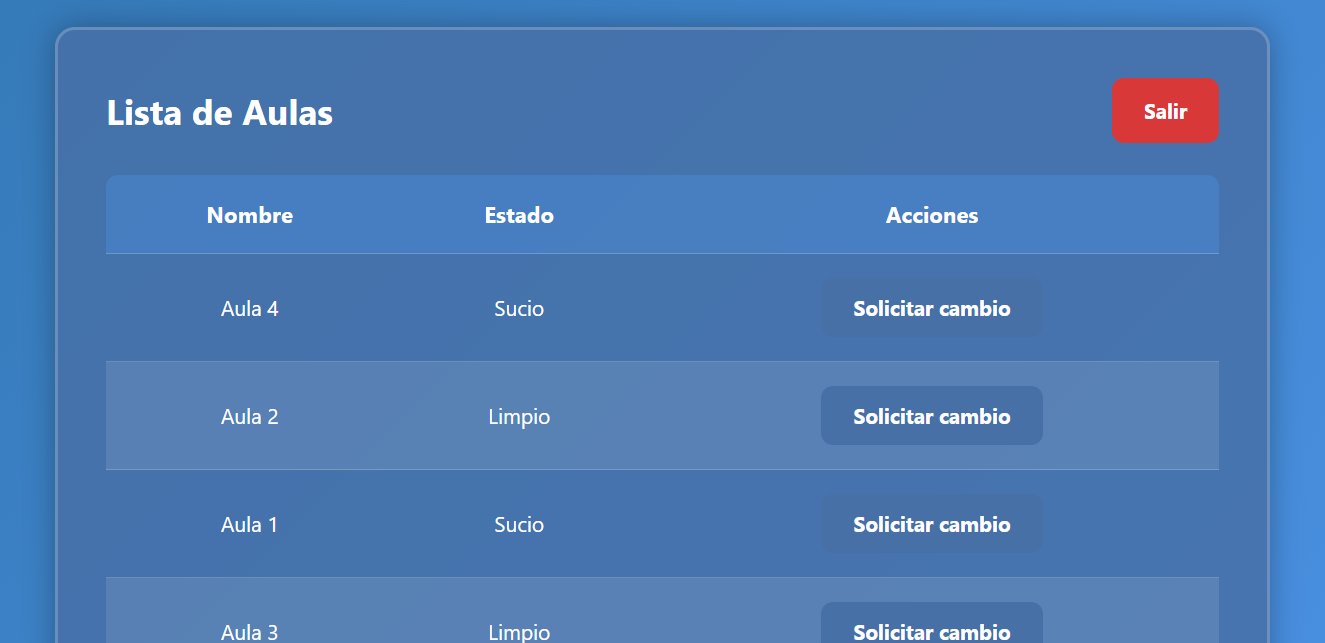 Lista de Aulas
Salir
Nombre Estado Acciones
Aula 4 Sucio Solicitar cambio
Aula 2 Limpio Solicitar cambio
Aula 1 Sucio Solicitar cambio
Aula 3 Limpio Solicitar cambio